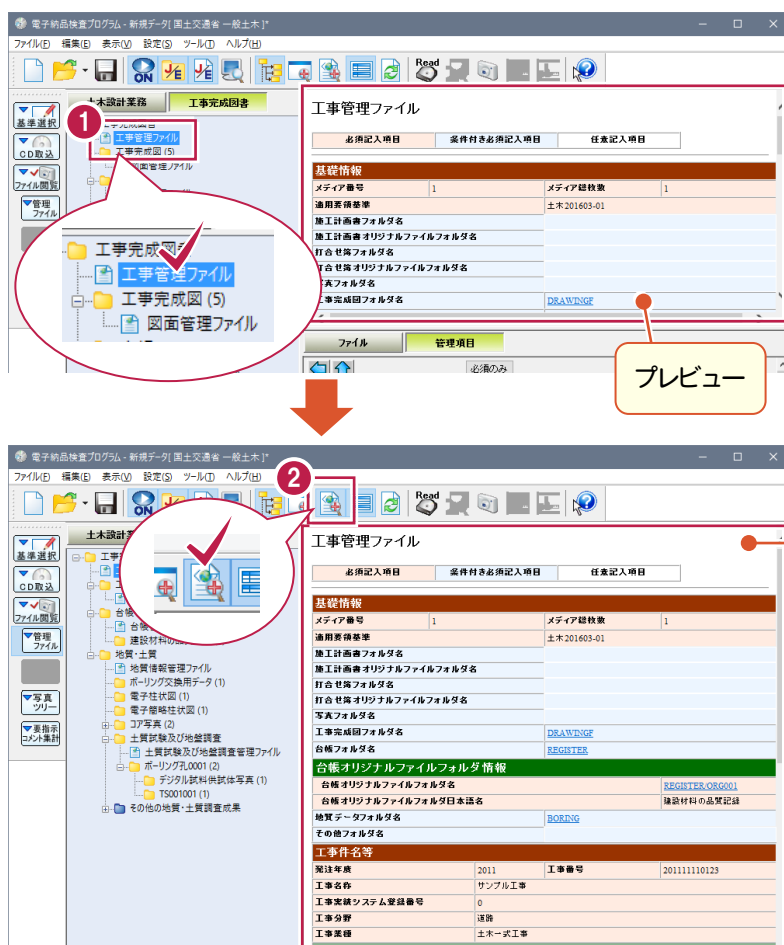 電子納品検査プログラム - 新規データ[ 国土交通省 一般土木 ]*
ファイル(F) 編集(E) 表示(V) 設定(S) ツール(T) ヘルプ(H)
ON
J/E
Read
基準選択
CD取込
ファイル閲覧
管理
ファイル
土木設計業務
工事完成図書
1
工事管理ファイル
工事完成図 (5)
図面管理ファイル
工事完成図
工事管理ファイル
工事完成図 (5)
図面管理ファイル
工事管理ファイル
必須記入項目 条件付き必須記入項目 任意記入項目
基礎情報
メディア番号 1 メディア総枚数 1
適用要領基準 土木201603-01
施工計画書フォルダ名
施工計画書オリジナルファイルフォルダ名
打合せ簿フォルダ名
打合せ簿オリジナルファイルフォルダ名
真フォルダ名
事完成図フォルダ名 DRAWINGF
ファイル 管理項目
必須のみ
プレビュー
電子納品検査プログラム - 新規データ[ 国土交通省 一般土木 ]*
ファイル(F) 編集(E) 表示(V) 設定(S) ツール(T) ヘルプ(H)
2
ON
Read
基準選択
CD取込
ファイル閲覧
管理
ファイル
写真
ツリー
要指示
コメント集計
土木設計
工事
台帳
台帳
建設材料の
地質・土質
地質情報管理ファイル
ボーリング交換用データ (1)
電子柱状図 (1)
電子簡略柱状図 (1)
コア写真 (2)
土質試験及び地盤調査
土質試験及び地盤調査管理ファイル
ボーリング孔0001 (2)
デジタル試料供試体写真 (1)
TS001001 (1)
その他の地質・土質調査成果
工事管理ファイル
必須記入項目 条件付き必須記入項目 任意記入項目
基礎情報
メディア番号 1 メディア総枚数 1
適用要領基準 土木201603-01
施工計画書フォルダ名
施工計画書オリジナルファイルフォルダ名
打合せ簿フォルダ名
打合せ簿オリジナルファイルフォルダ名
写真フォルダ名
工事完成図フォルダ名 DRAWINGF
台帳フォルダ名 REGISTER
台帳オリジナルファイルフォルダ情報
台帳オリジナルファイルフォルダ名 REGISTER/ORG001
台帳オリジナルファイルフォルダ日本語名 建設材料の品質記録
地質データフォルダ名 BORING
その他フォルダ名
工事件名等
発注年度 2011 工事番号 201111110123
工事名称 サンプル工事
工事実績システム登録番号 0
工事分野 道路
工事業種 土木一式工事